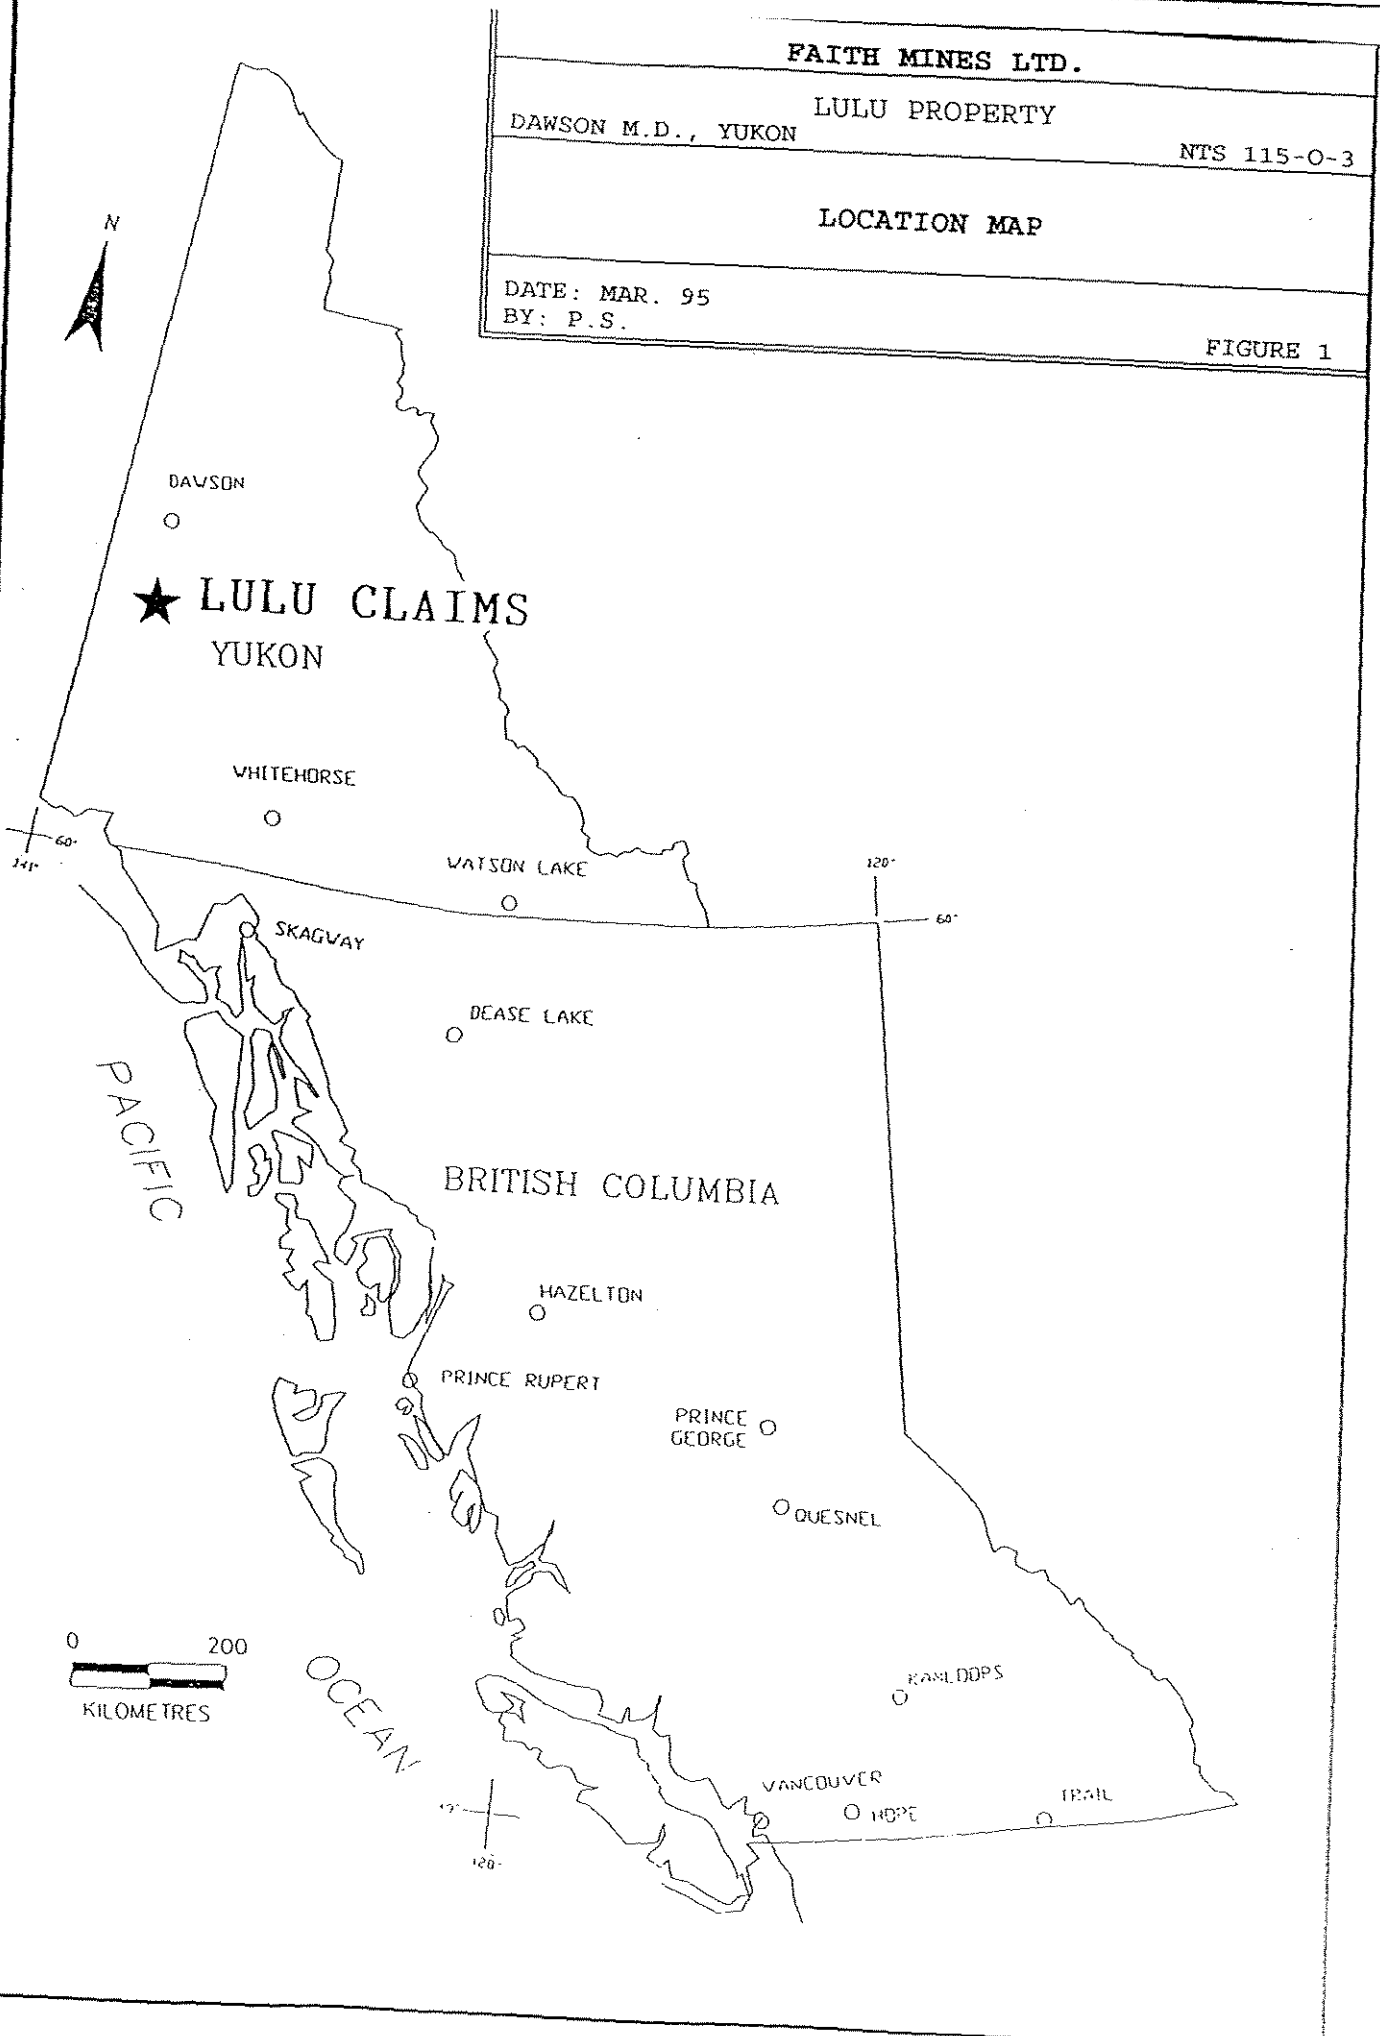 FAITH MINES LTD.
LULU PROPERTY
DAWSON M.D., YUKON
NTS 115-O-3
LOCATION MAP
DATE: MAR. 95
BY: P.S.
FIGURE 1
N
DAWSON
LULU CLAIMS
YUKON
WHITEHORSE
60°
141°
WATSON LAKE
120°
60°
SKAGWAY
DEASE LAKE
PACIFIC
BRITISH COLUMBIA
HAZELTON
PRINCE RUPERT
PRINCE
GEORGE
QUESNEL
0 200
KILOMETRES
OCEAN
KAMLOOPS
VANCOUVER
HOPE
TRAIL
120°